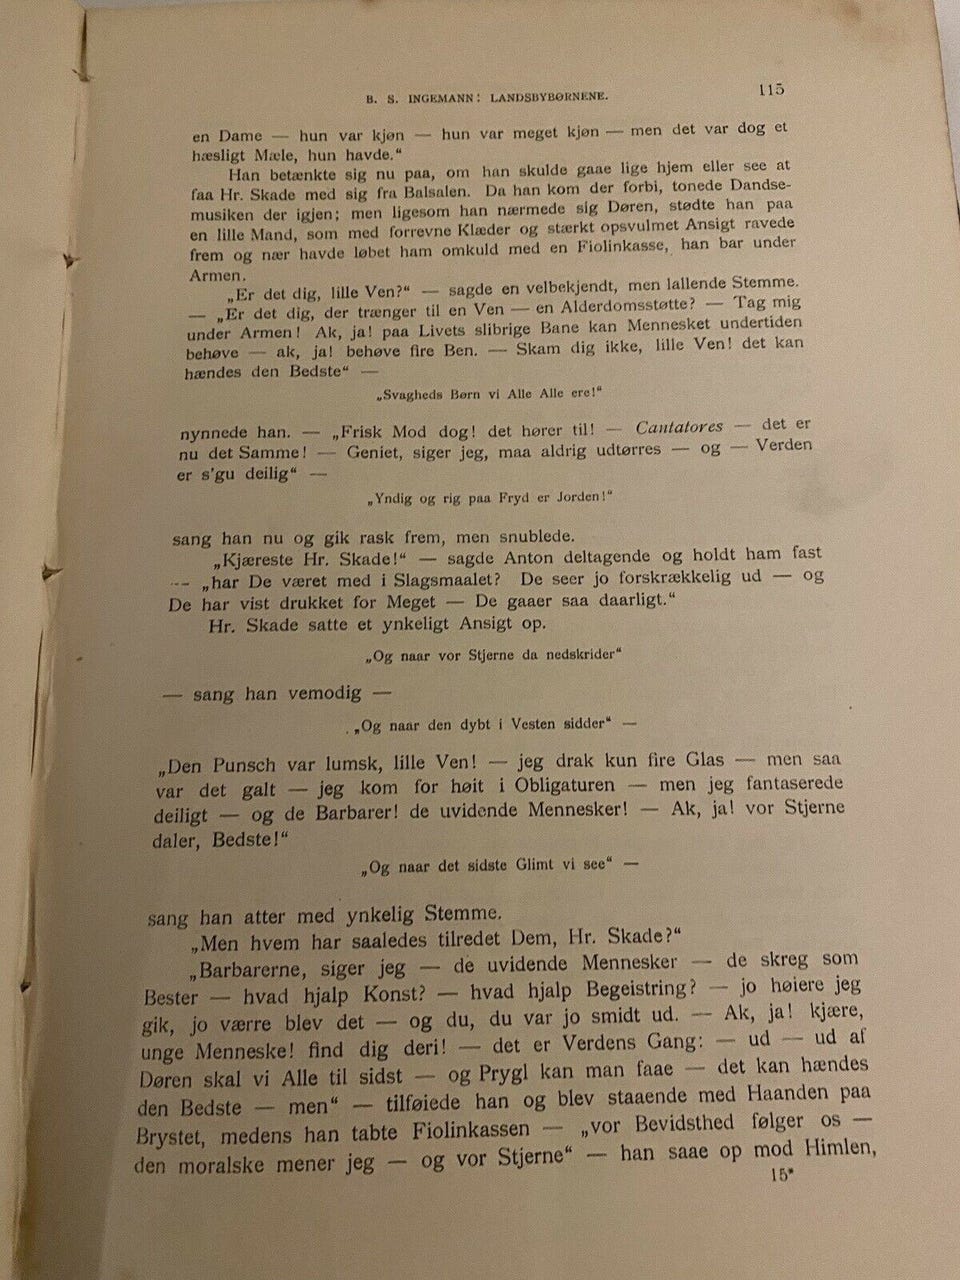 B. S. INGEMANN: LANDSBYBØRNENE.
115
en Dame — hun var kjøn — hun var meget kjøn — men det var dog et
hæsligt Mæle, hun havde.“
Han betænkte sig nu paa, om han skulde gaae lige hjem eller see at
faa Hr. Skade med sig fra Balsalen. Da han kom der forbi, tonede Dandse-
musiken der igjen; men ligesom han nærmede sig Døren, stødte han paa
en lille Mand, som med forrevne Klæder og stærkt opsvulmet Ansigt ravede
frem og nær havde løbet ham omkuld med en Fiolinkasse, han bar under
Armen.
„Er det dig, lille Ven?“ — sagde en velbekjendt, men lallende Stemme.
— „Er det dig, der trænger til en Ven — en Alderdomsstøtte? — Tag mig
under Armen! Ak, ja! paa Livets slibrige Bane kan Mennesket undertiden
behøve — ak, ja! behøve fire Ben. — Skam dig ikke, lille Ven! det kan
hændes den Bedste“ —
„Svagheds Børn vi Alle Alle ere!“
nynnede han. — „Frisk Mod dog! det hører til! — Cantatores — det er
nu det Samme! — Geniet, siger jeg, maa aldrig udtørres — og — Verden
er s'gu deilig“ —
„Yndig og rig paa Fryd er Jorden!“
sang han nu og gik rask frem, men snublede.
„Kjæreste Hr. Skade!“ — sagde Anton deltagende og holdt ham fast
— „har De været med i Slagsmaalet? De seer jo forskrækkelig ud — og
De har vist drukket for Meget — De gaaer saa daarligt.“
Hr. Skade satte et ynkeligt Ansigt op.
„Og naar vor Stjerne da nedskrider“
— sang han vemodig —
„Og naar den dybt i Vesten sidder“ —
„Den Punsch var lumsk, lille Ven! — jeg drak kun fire Glas — men saa
var det galt — jeg kom for høit i Obligaturen — men jeg fantaserede
deiligt — og de Barbarer! de uvidende Mennesker! — Ak, ja! vor Stjerne
daler, Bedste!“
„Og naar det sidste Glimt vi see“ —
sang han atter med ynkelig Stemme.
„Men hvem har saaledes tilredet Dem, Hr. Skade?“
„Barbarerne, siger jeg — de uvidende Mennesker — de skreg som
Bester — hvad hjalp Konst? — hvad hjalp Begeistring? — jo høiere jeg
gik, jo værre blev det — og du, du var jo smidt ud. — Ak, ja! kjære,
unge Menneske! find dig deri! — det er Verdens Gang: — ud — ud af
Døren skal vi Alle til sidst — og Prygl kan man faae — det kan hændes
den Bedste — men“ — tilføiede han og blev staaende med Haanden paa
Brystet, medens han tabte Fiolinkassen — „vor Bevidsthed følger os —
den moralske mener jeg — og vor Stjerne“ — han saae op mod Himlen,
15*